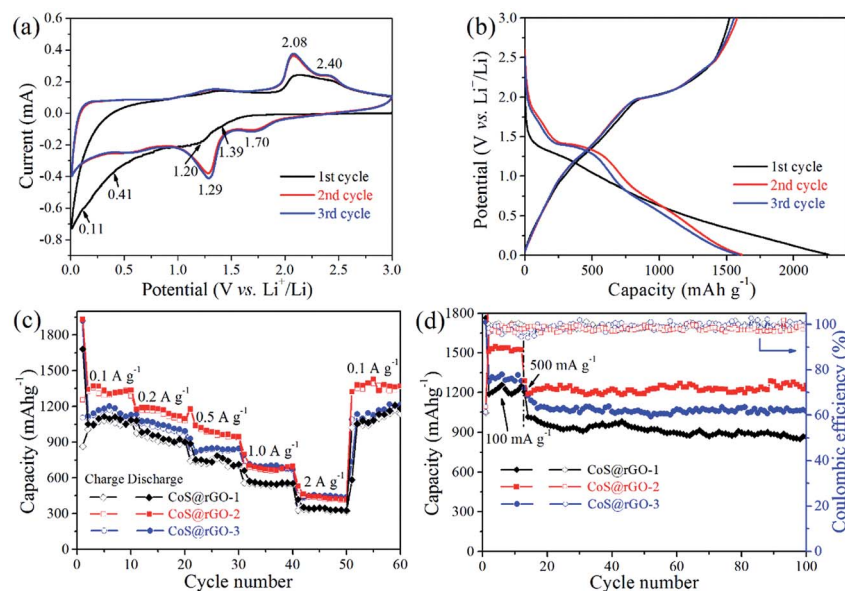 (a)
Current (mA)
0.6
0.4
0.2
0.0
-0.2
-0.4
-0.6
-0.8
2.08
2.40
1.70
1.39
1.20
1.29
0.41
0.11
1st cycle
2nd cycle
3rd cycle
0.0 0.5 1.0 1.5 2.0 2.5 3.0
Potential (V vs. Li+/Li)
(b)
Potential (V vs. Li−/Li)
3.0
2.5
2.0
1.5
1.0
0.5
0.0
1st cycle
2nd cycle
3rd cycle
0 500 1000 1500 2000
Capacity (mAh g-1)
(c)
Capacity (mAhg-1)
1800
1500
1200
900
600
300
0
0.1 A g-1
0.2 A g-1
0.5 A g-1
1.0 A g-1
2 A g-1
0.1 A g-1
Charge Discharge
CoS@rGO-1
CoS@rGO-2
CoS@rGO-3
0 10 20 30 40 50 60
Cycle number
(d)
Capacity (mAhg-1)
1800
1500
1200
900
600
300
0
500 mA g-1
100 mA g-1
CoS@rGO-1
CoS@rGO-2
CoS@rGO-3
100
80
60
40
20
0
Coulombic efficiency (%)
0 20 40 60 80 100
Cycle number